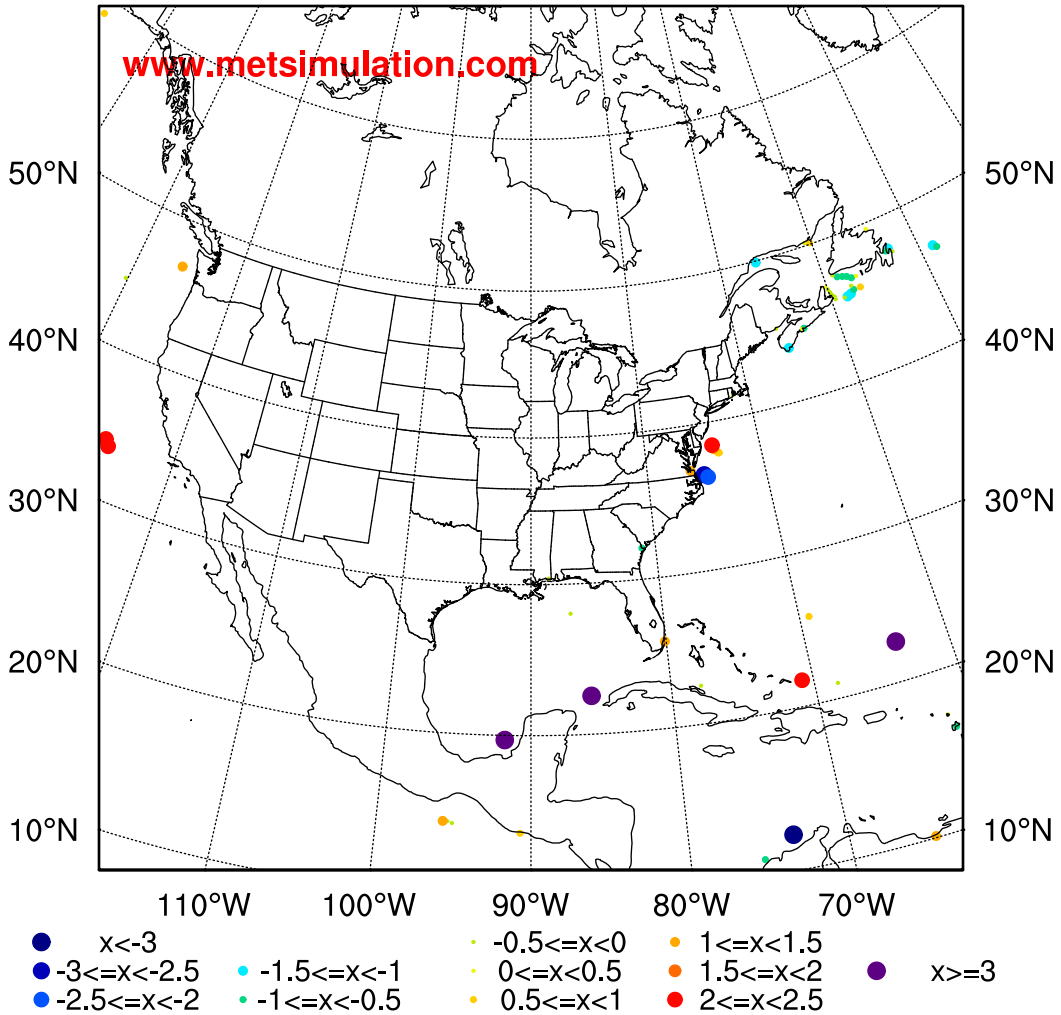 www.metsimulation.com
50°N 50°N
40°N 40°N
30°N 30°N
20°N 20°N
10°N 10°N
110°W 100°W 90°W 80°W 70°W
x<-3 -0.5<=x<0 1<=x<1.5
-3<=x<-2.5 -1.5<=x<-1 0<=x<0.5 1.5<=x<2 x>=3
-2.5<=x<-2 -1<=x<-0.5 0.5<=x<1 2<=x<2.5